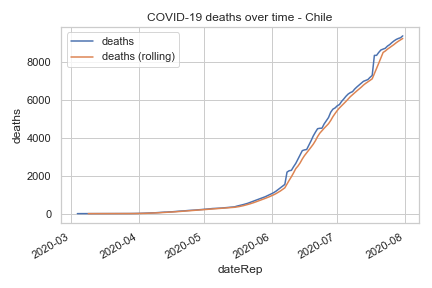 COVID-19 deaths over time - Chile
deaths
deaths (rolling)
8000
6000
4000
2000
0
deaths
2020-03
2020-04
2020-05
2020-06
2020-07
2020-08
dateRep